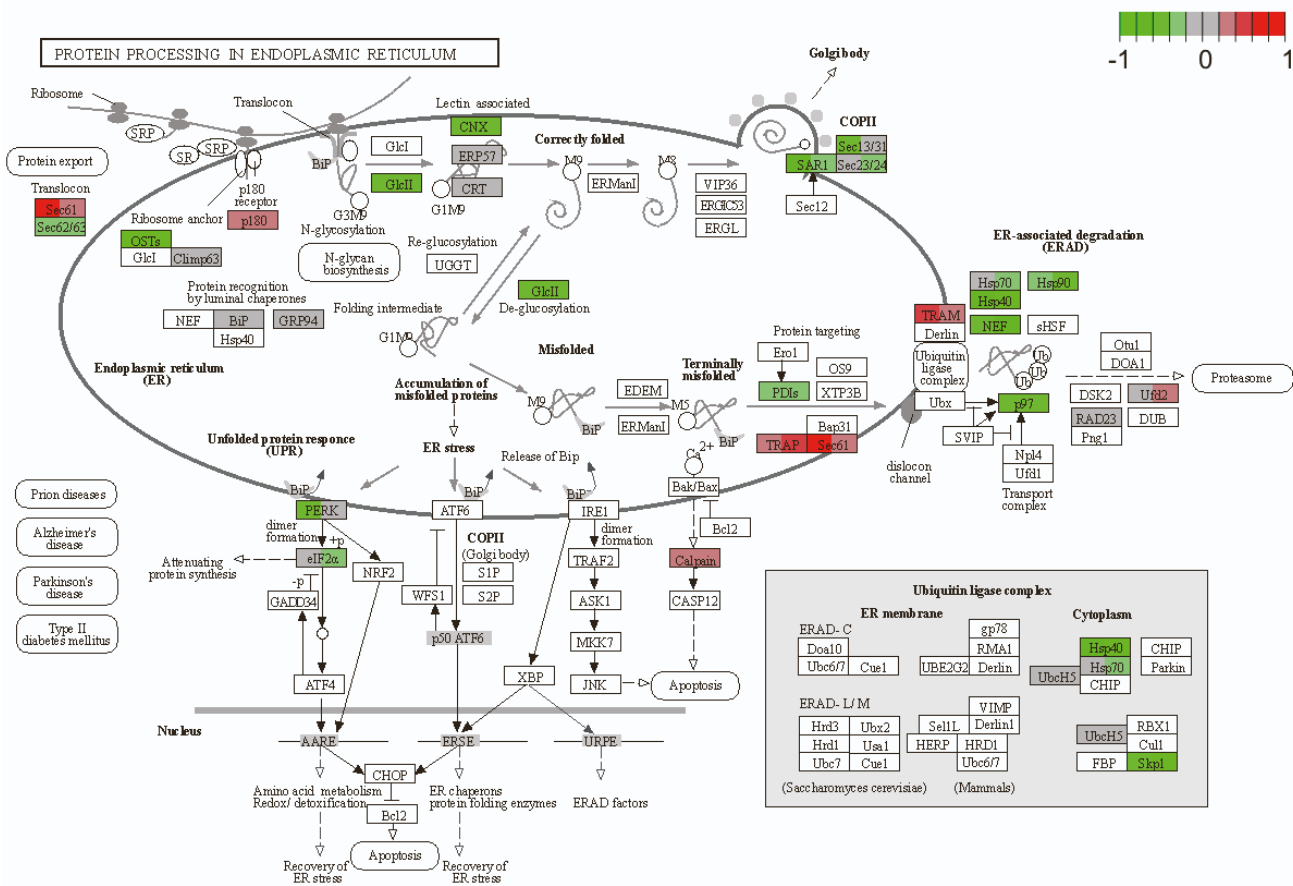 -1 0 1
PROTEIN PROCESSING IN ENDOPLASMIC RETICULUM
Golgi body
Ribosome
Translocon
Lectin associated
SRP
SR
SRP
CNX
Correctly folded
COPII
Protein export
BiP
GlcI
ERP57
M9
M8
Sec13/31
SAR1
Sec23/24
Translocon
p180
receptor
GlcII
CRT
ERManI
VIP36
Sec61
Sec62/63
Ribosome anchor
p180
G3M9
G1M9
ERGIC53
Sec12
N-glycosylation
ERGL
OSTs
GlcI
Climp63
N-glycan
biosynthesis
Re-glucosylation
UGGT
ER-associated degradation
(ERAD)
Protein recognition
by luminal chaperones
GlcII
De-glucosylation
Hsp70
Hsp90
Hsp40
NEF
BiP
GRP94
Hsp40
Folding intermediate
TRAM
Derlin
NEF
sHSF
G1M9
Misfolded
Protein targeting
Ero1
OS9
Ubiquitin
ligase
complex
Ub
Ub
Ub
Otu1
DOA1
Endoplasmic reticulum
(ER)
Accumulation of
misfolded proteins
Terminally
misfolded
PDIs
XTP3B
DSK2
Ufd2
Proteasome
M9
EDEM
ERManI
M5
Ubx
p97
RAD23
DUB
BiP
BiP
Bap31
TRAP
Sec61
SVIP
Png1
Unfolded protein responce
(UPR)
ER stress
Release of Bip
Ca2+
dislocon
channel
Npl4
Ufd1
Transport
complex
Prion diseases
BiP
BiP
BiP
Bak/Bax
PERK
ATF6
IRE1
Bcl2
Alzheimer's
disease
dimer
formation
+p
COPII
(Golgi body)
dimer
formation
Attenuating
protein synthesis
eIF2α
S1P
TRAF2
Calpain
Parkinson's
disease
-p
GADD34
NRF2
WFS1
S2P
ASK1
CASP12
Type II
diabetes mellitus
p50 ATF6
MKK7
ATF4
XBP
JNK
Apoptosis
Nucleus
AARE
ERSE
URPE
CHOP
Amino acid metabolism
Redox/ detoxification
ER chaperons
protein folding enzymes
ERAD factors
Bcl2
Apoptosis
Recovery of
ER stress
Recovery of
ER stress
Ubiquitin ligase complex
ER membrane
Cytoplasm
ERAD- C
Doa10
Ubc6/7
Cue1
gp78
RMA1
UBE2G2
Derlin
Hsp40
Hsp70
UbcH5
CHIP
CHIP
Parkin
ERAD- L/ M
Hrd3
Ubx2
Hrd1
Usa1
Ubc7
Cue1
VIMP
Sel1L
Derlin1
HERP
HRD1
Ubc6/7
UbcH5
RBX1
Cul1
FBP
Skp1
(Saccharomyces cerevisiae)
(Mammals)